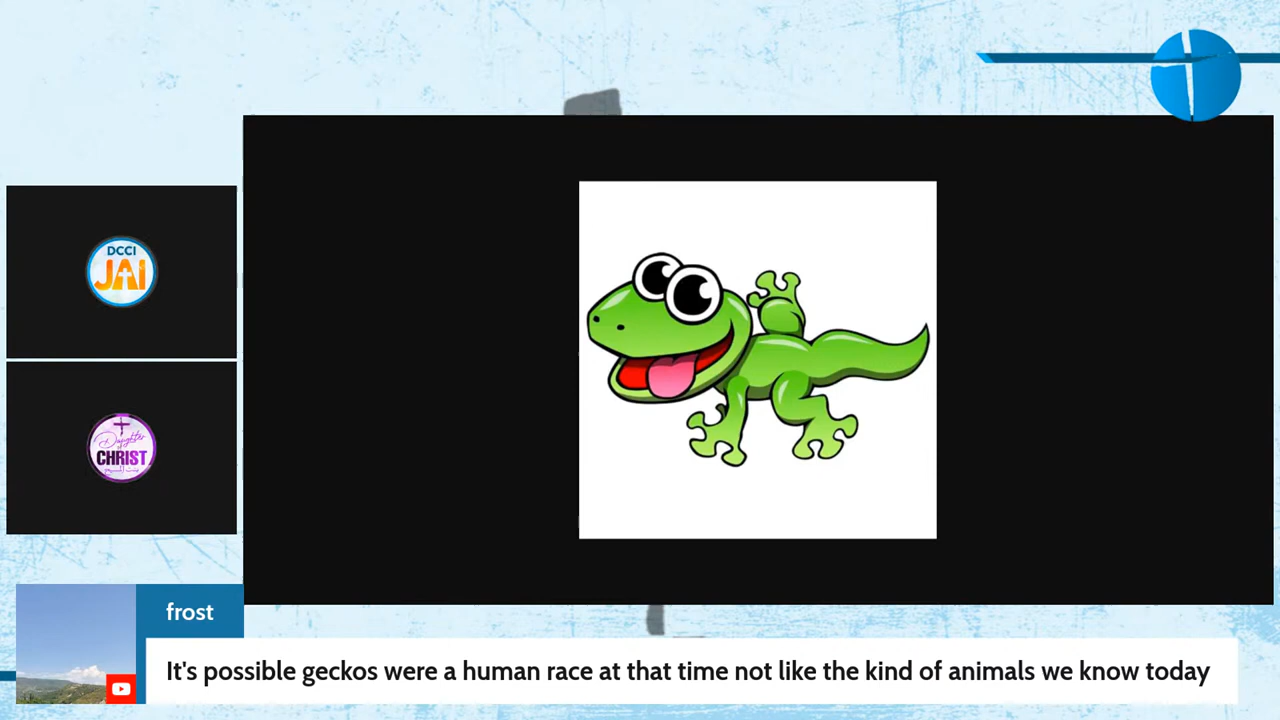 DCCI
JAI
Daughter
CHRIST
frost
It's possible geckos were a human race at that time not like the kind of animals we know today